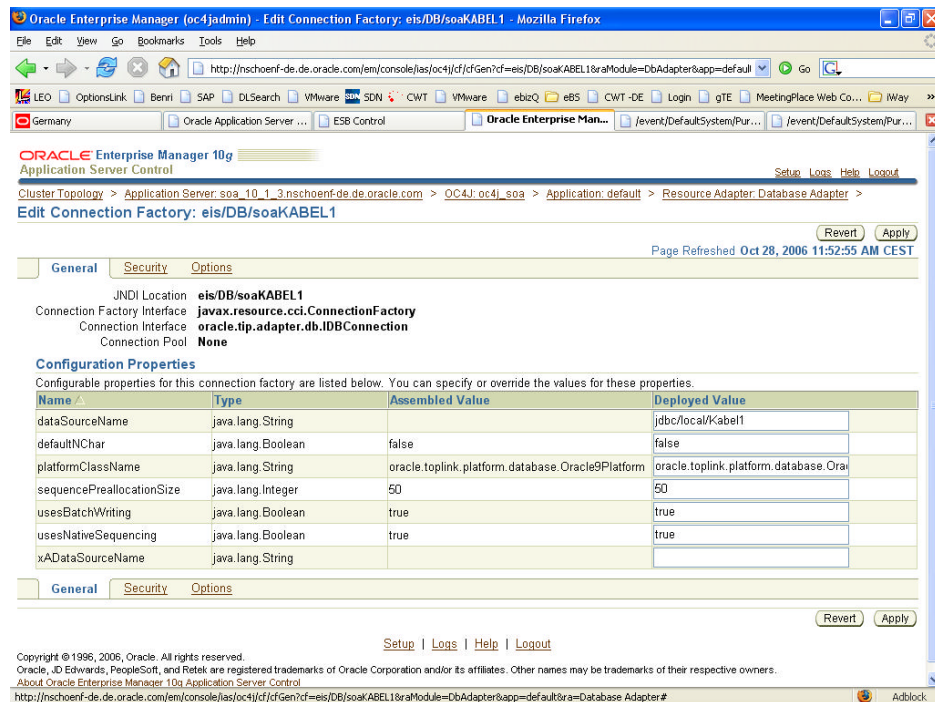 Oracle Enterprise Manager (oc4jadmin) - Edit Connection Factory: eis/DB/soaKABEL1 - Mozilla Firefox
File Edit View Go Bookmarks Tools Help
http://nschoenf-de.de.oracle.com/em/console/ias/oc4j/cf/cfGen?cf=eis/DB/soaKABEL1&raModule=DbAdapter&app=default Go
LEO OptionsLink Benri SAP DLSearch VMware SDN SDN CWT VMware ebizQ eBS CWT -DE Login gTE MeetingPlace Web Co... iWay »
Germany Oracle Application Server ... ESB Control Oracle Enterprise Man... /event/DefaultSystem/Pur... /event/DefaultSystem/Pur...
ORACLE Enterprise Manager 10g
Application Server Control Setup Logs Help Logout
Cluster Topology > Application Server: soa_10_1_3.nschoenf-de.de.oracle.com > OC4J: oc4j_soa > Application: default > Resource Adapter: Database Adapter >
Edit Connection Factory: eis/DB/soaKABEL1
Revert Apply
Page Refreshed Oct 28, 2006 11:52:55 AM CEST
General Security Options
JNDI Location eis/DB/soaKABEL1
Connection Factory Interface javax.resource.cci.ConnectionFactory
Connection Interface oracle.tip.adapter.db.IDBConnection
Connection Pool None
Configuration Properties
Configurable properties for this connection factory are listed below. You can specify or override the values for these properties.
Name Type Assembled Value Deployed Value
dataSourceName java.lang.String jdbc/local/Kabel1
defaultNChar java.lang.Boolean false false
platformClassName java.lang.String oracle.toplink.platform.database.Oracle9Platform oracle.toplink.platform.database.Ora
sequencePreallocationSize java.lang.Integer 50 50
usesBatchWriting java.lang.Boolean true true
usesNativeSequencing java.lang.Boolean true true
xADataSourceName java.lang.String
General Security Options
Revert Apply
Setup | Logs | Help | Logout
Copyright © 1996, 2006, Oracle. All rights reserved.
Oracle, JD Edwards, PeopleSoft, and Retek are registered trademarks of Oracle Corporation and/or its affiliates. Other names may be trademarks of their respective owners.
About Oracle Enterprise Manager 10g Application Server Control
http://nschoenf-de.de.oracle.com/em/console/ias/oc4j/cf/cfGen?cf=eis/DB/soaKABEL1&raModule=DbAdapter&app=default&ra=Database Adapter# Adblock